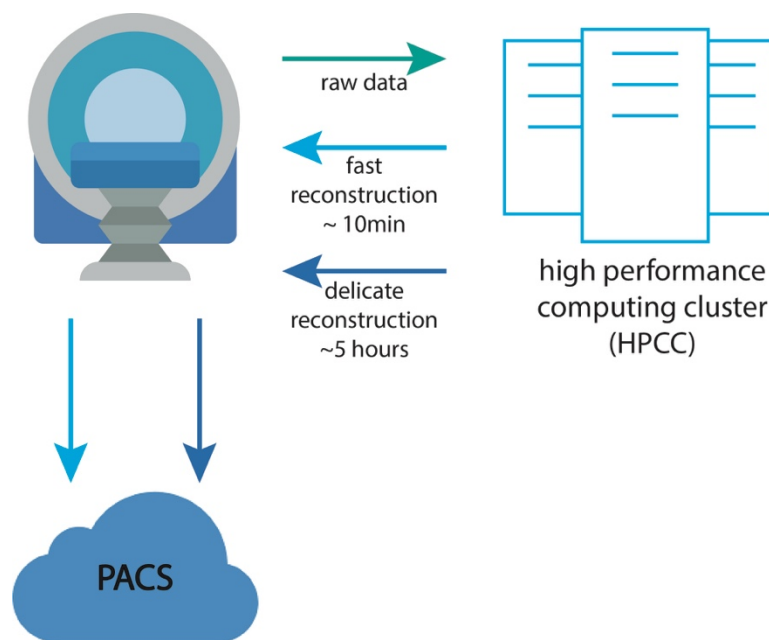 raw data
fast
reconstruction
~ 10min
delicate
reconstruction
~5 hours
high performance
computing cluster
(HPCC)
PACS